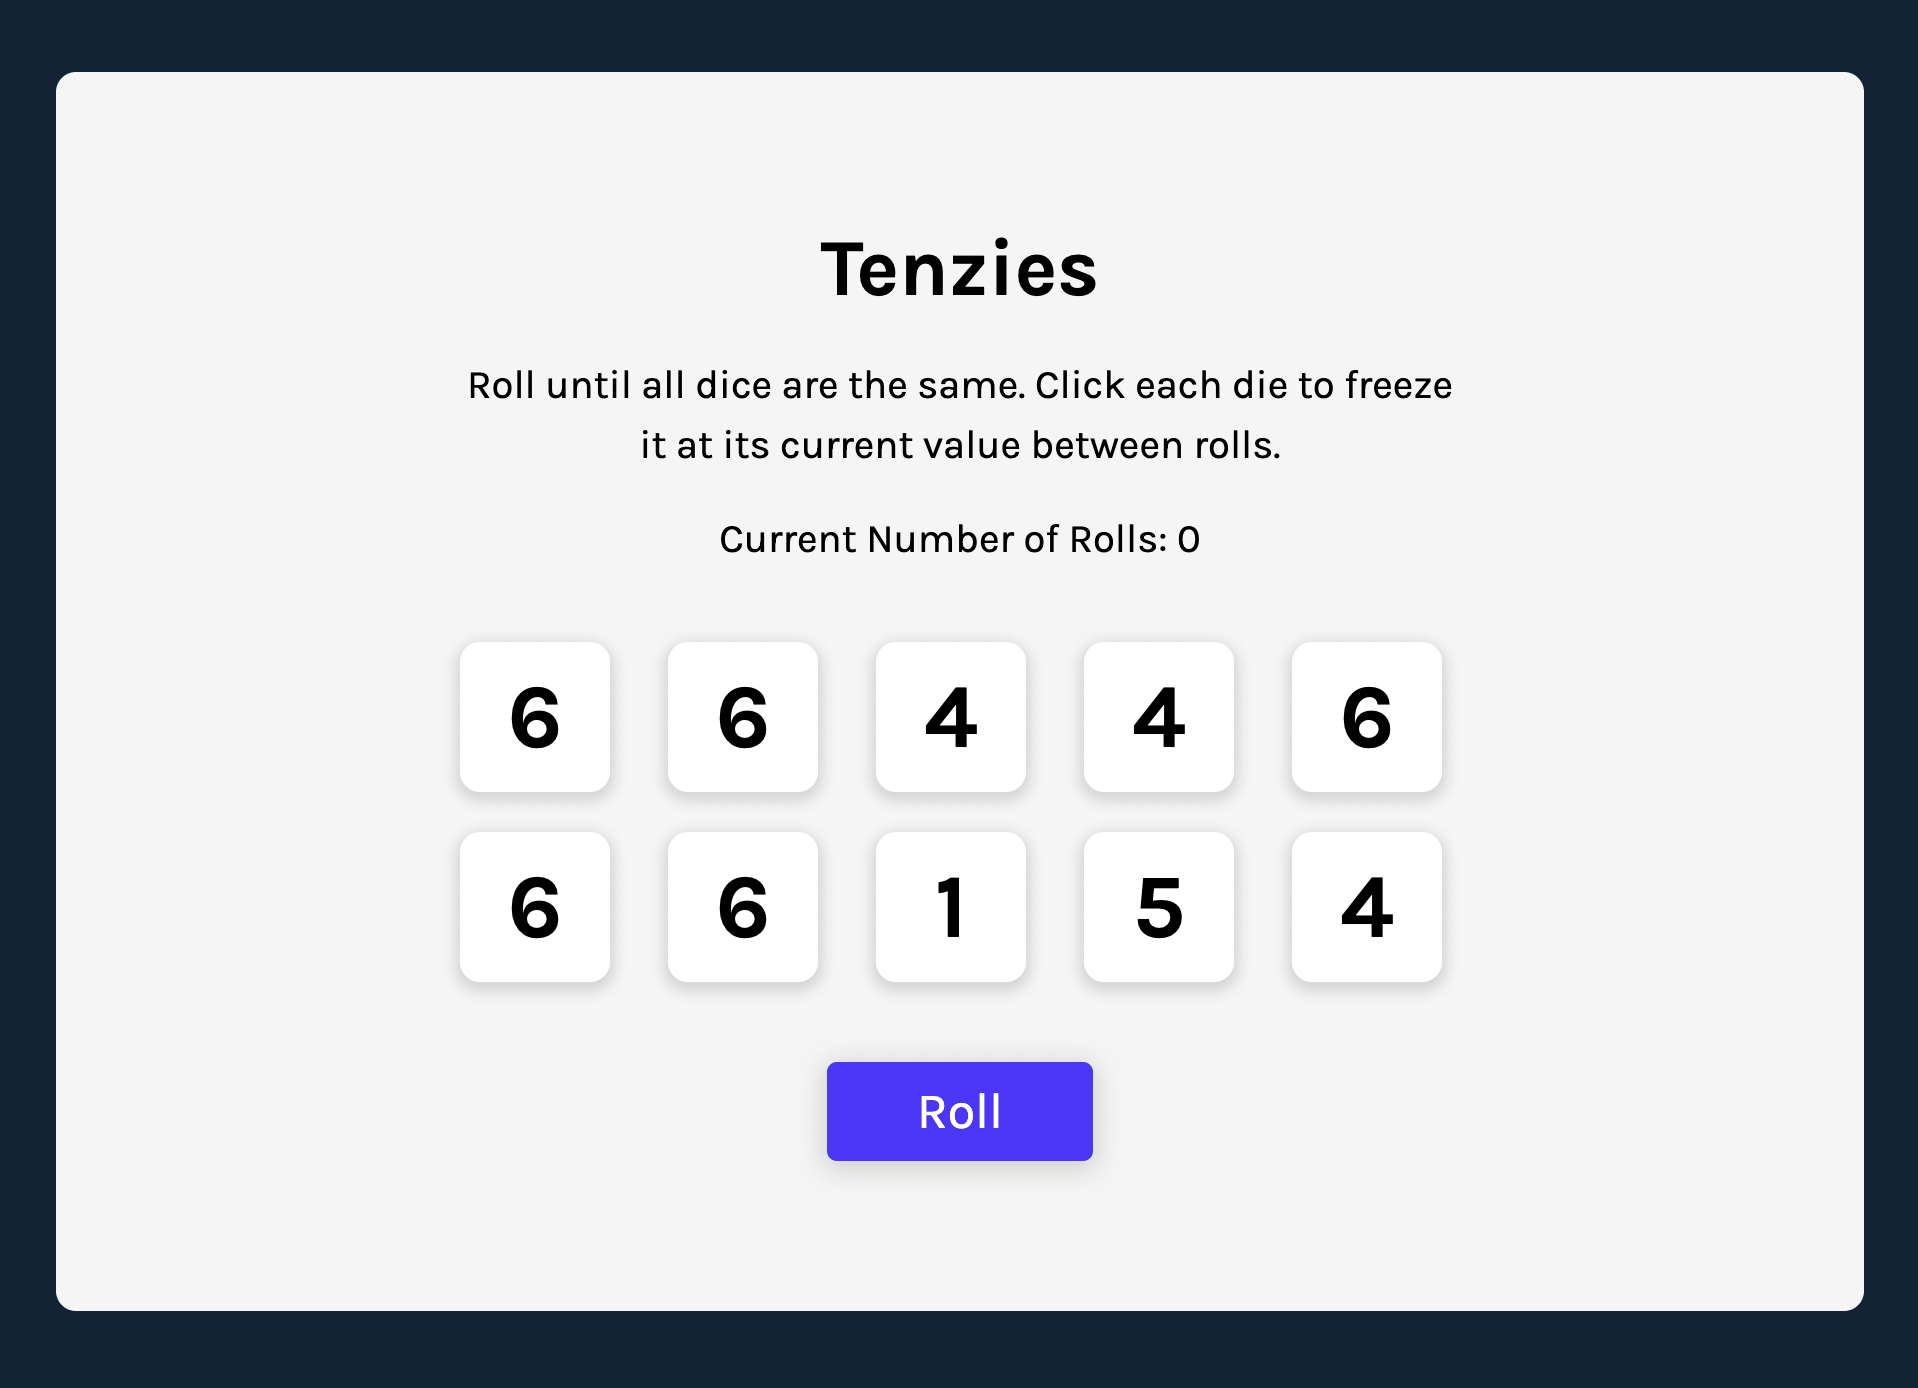 Tenzies
Roll until all dice are the same. Click each die to freeze
it at its current value between rolls.
Current Number of Rolls: 0
6 6 4 4 6
6 6 1 5 4
Roll